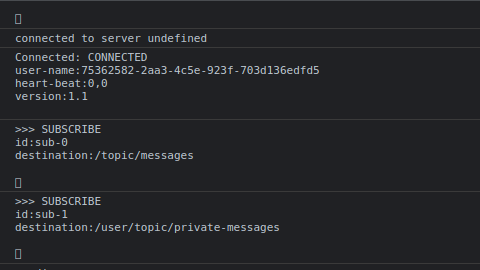 connected to server undefined
Connected: CONNECTED
user-name:75362582-2aa3-4c5e-923f-703d136edfd5
heart-beat:0,0
version:1.1
>>> SUBSCRIBE
id:sub-0
destination:/topic/messages
>>> SUBSCRIBE
id:sub-1
destination:/user/topic/private-messages